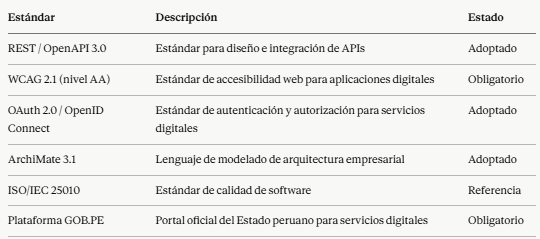 Estándar Descripción Estado
REST / OpenAPI 3.0 Estándar para diseño e integración de APIs Adoptado
WCAG 2.1 (nivel AA) Estándar de accesibilidad web para aplicaciones digitales Obligatorio
OAuth 2.0 / OpenID Estándar de autenticación y autorización para servicios Adoptado
Connect digitales
ArchiMate 3.1 Lenguaje de modelado de arquitectura empresarial Adoptado
ISO/IEC 25010 Estándar de calidad de software Referencia
Plataforma GOB.PE Portal oficial del Estado peruano para servicios digitales Obligatorio